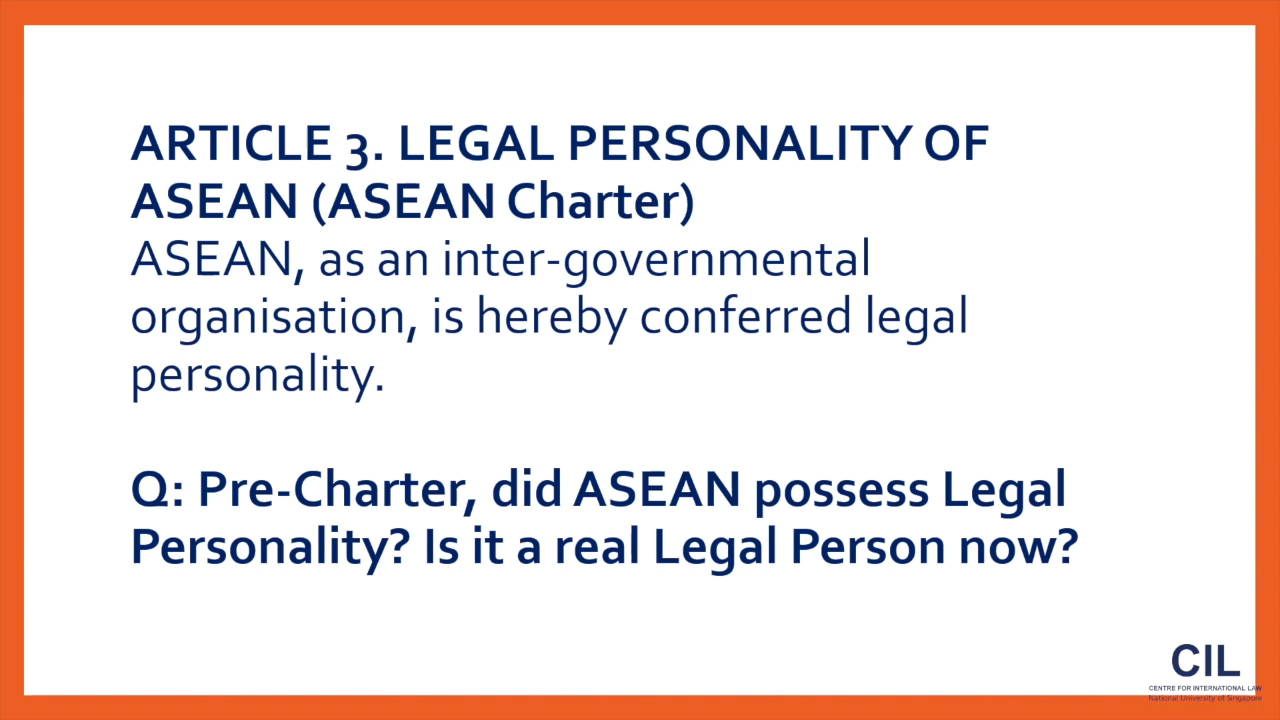 ARTICLE 3. LEGAL PERSONALITY OF
ASEAN (ASEAN Charter)
ASEAN, as an inter-governmental
organisation, is hereby conferred legal
personality.
Q: Pre-Charter, did ASEAN possess Legal
Personality? Is it a real Legal Person now?
CIL
CENTRE FOR INTERNATIONAL LAW
National University of Singapore